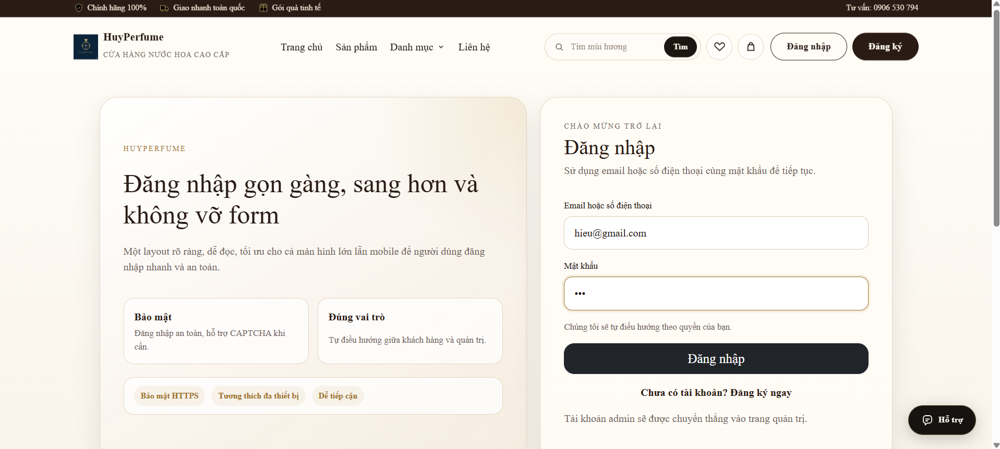 Chính hãng 100%
Giao nhanh toàn quốc
Gói quà tinh tế
Tư vấn: 0906 530 794
HuyPerfume
CỬA HÀNG NƯỚC HOA CAO CẤP
Trang chủ
Sản phẩm
Danh mục
Liên hệ
Tìm mùi hương
Tìm
Đăng nhập
Đăng ký
HUYPERFUME
Đăng nhập gọn gàng, sang hơn và
không vỡ form
Một layout rõ ràng, dễ đọc, tối ưu cho cả màn hình lớn lẫn mobile để người dùng đăng
nhập nhanh và an toàn.
Bảo mật
Đăng nhập an toàn, hỗ trợ CAPTCHA khi
cần.
Đúng vai trò
Tự điều hướng giữa khách hàng và quản trị.
Bảo mật HTTPS
Tương thích đa thiết bị
Dễ tiếp cận
CHÀO MỪNG TRỞ LẠI
Đăng nhập
Sử dụng email hoặc số điện thoại cùng mật khẩu để tiếp tục.
Email hoặc số điện thoại
hieu@gmail.com
Mật khẩu
•••
Chúng tôi sẽ tự điều hướng theo quyền của bạn.
Đăng nhập
Chưa có tài khoản? Đăng ký ngay
Tài khoản admin sẽ được chuyển thẳng vào trang quản trị.
Hỗ trợ